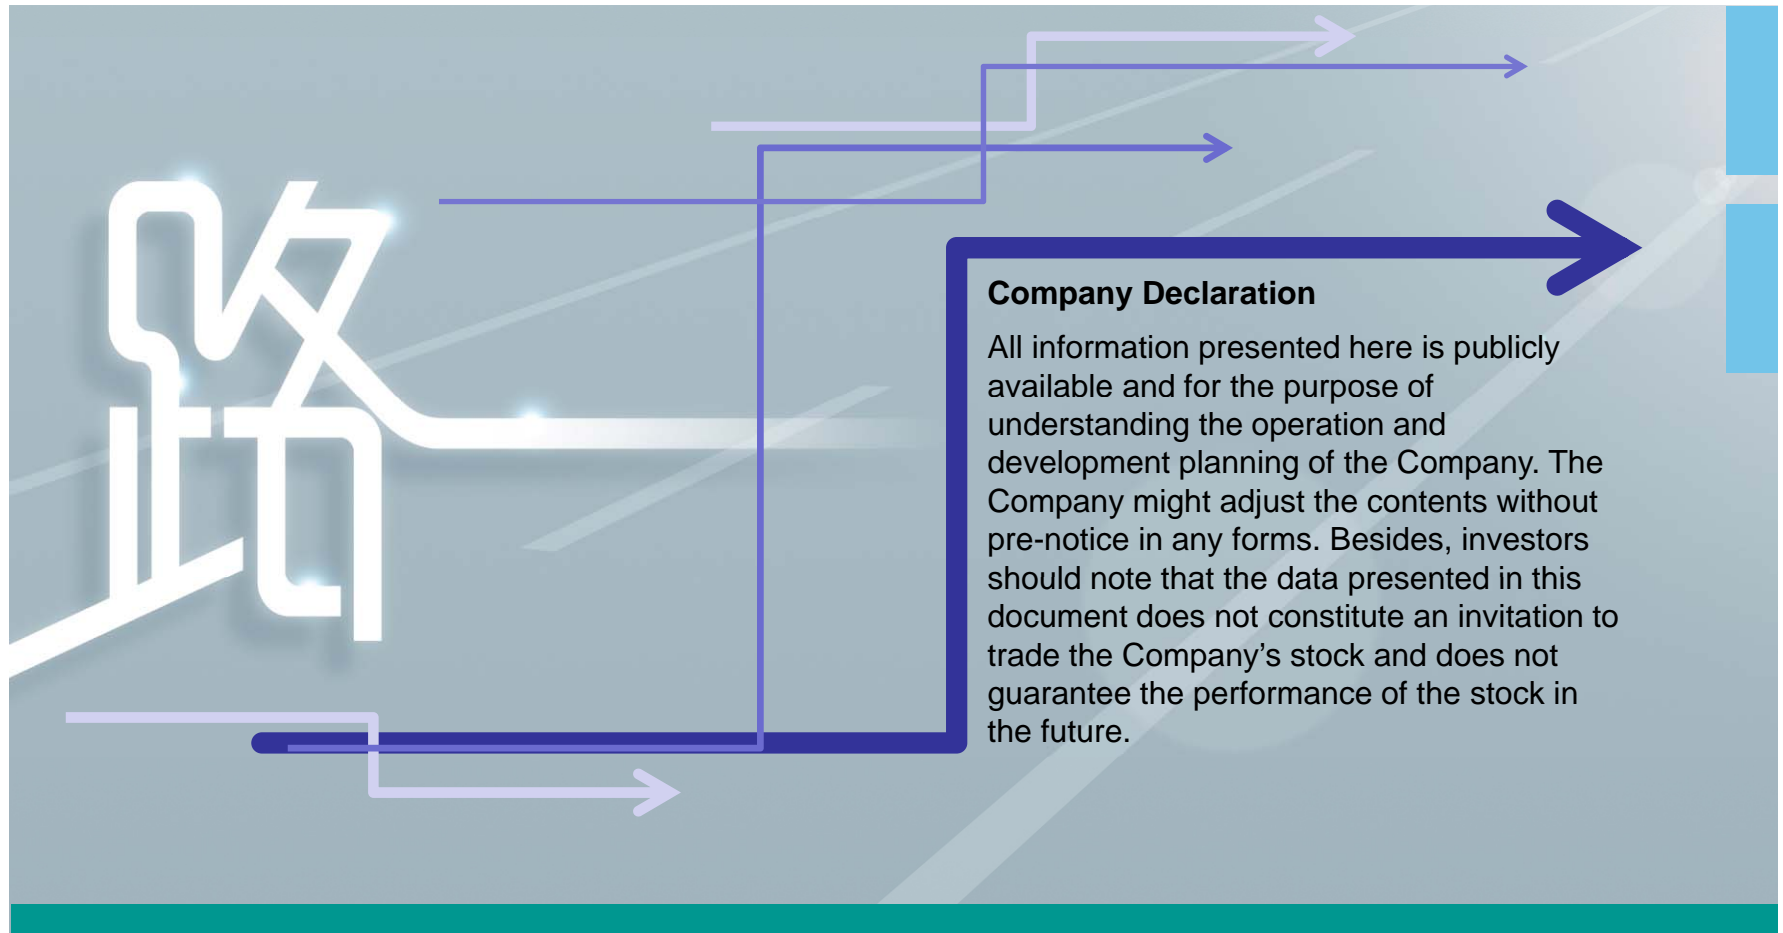 路
Company Declaration
All information presented here is publicly
available and for the purpose of
understanding the operation and
development planning of the Company. The
Company might adjust the contents without
pre-notice in any forms. Besides, investors
should note that the data presented in this
document does not constitute an invitation to
trade the Company’s stock and does not
guarantee the performance of the stock in
the future.